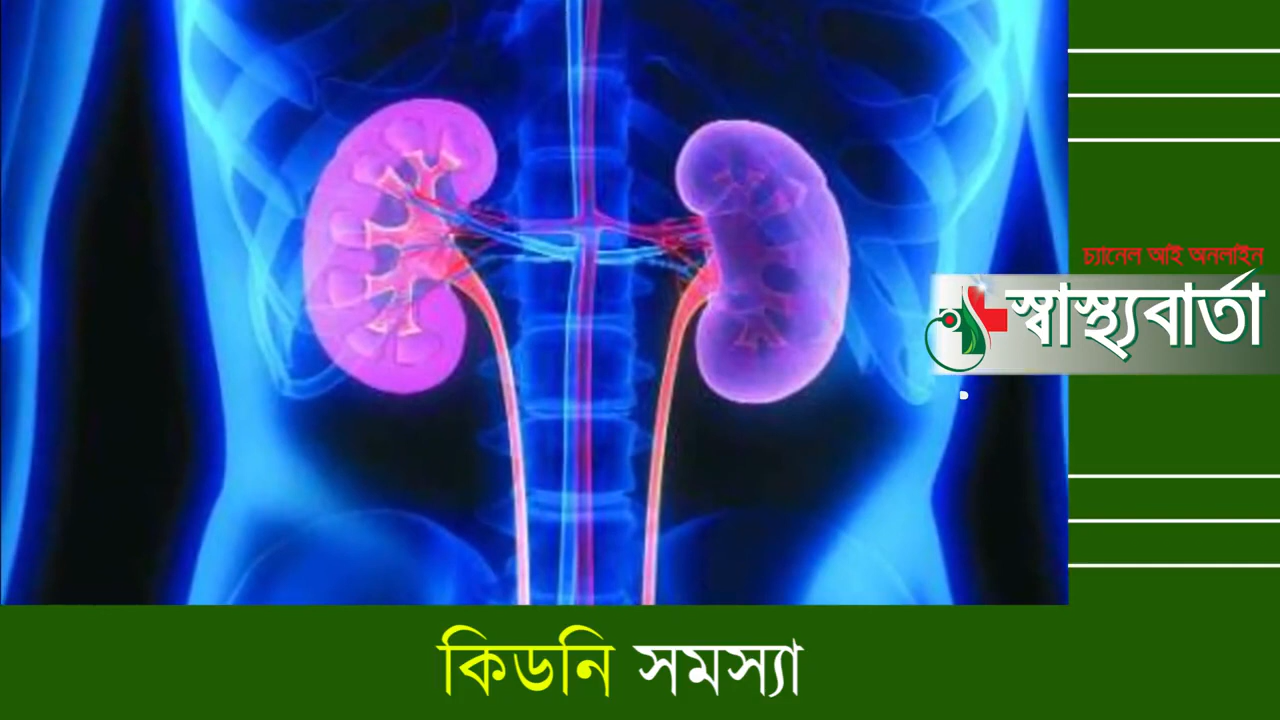 চ্যানেল আই অনলাইন
স্বাস্থ্যবার্তা
কিডনি সমস্যা